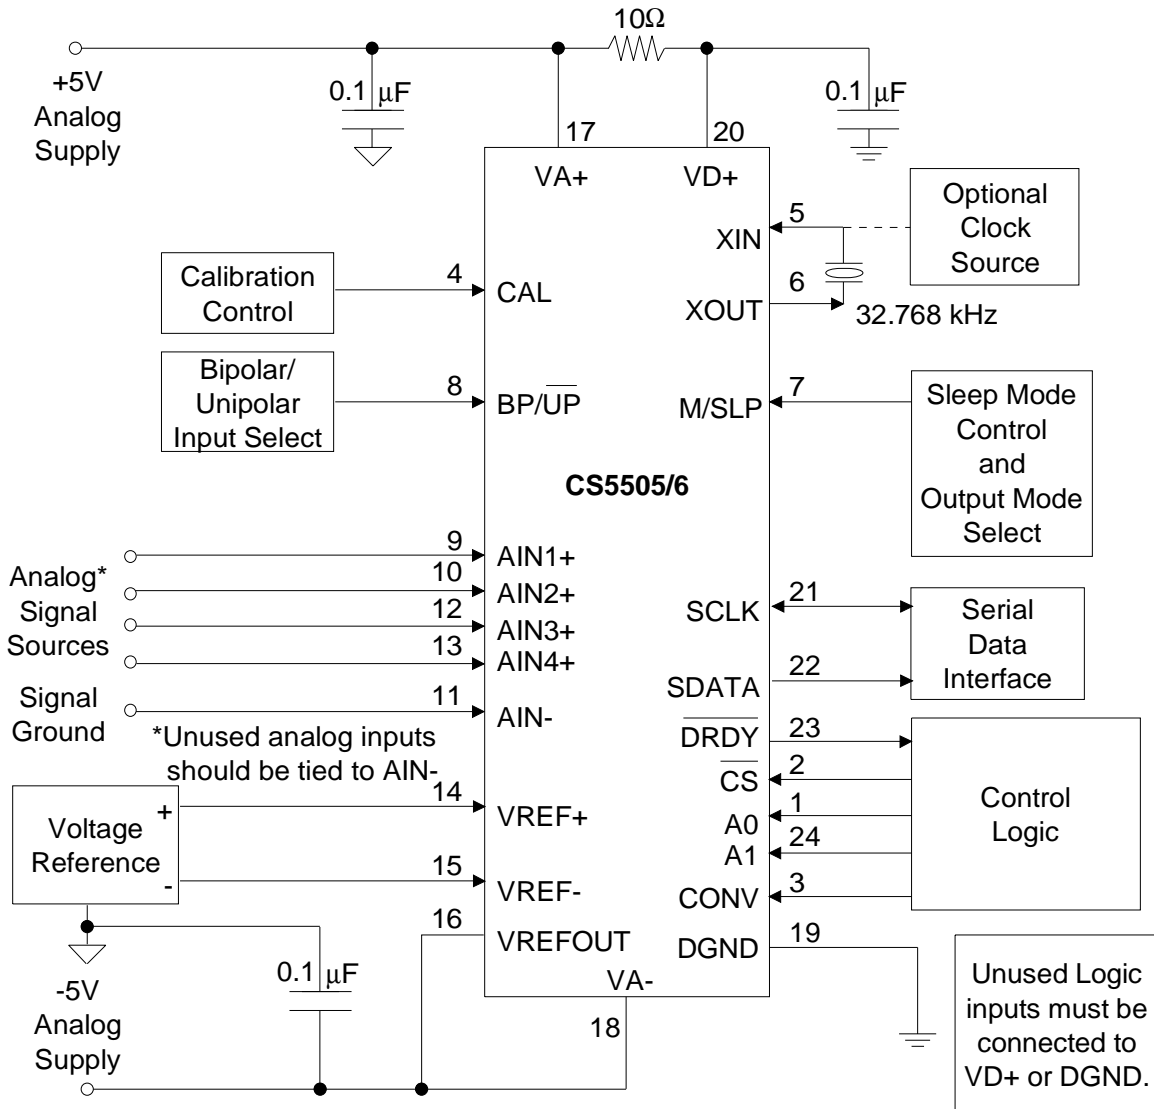 10Ω
+5V
Analog
Supply
0.1 µF
0.1 µF
17
20
VA+
VD+
Optional
Clock
Source
5
XIN
6
XOUT
32.768 kHz
Calibration
Control
4
CAL
Bipolar/
Unipolar
Input Select
8
BP/U̅P̅
7
M/SLP
Sleep Mode
Control
and
Output Mode
Select
CS5505/6
Analog*
Signal
Sources
9
AIN1+
10
AIN2+
12
AIN3+
13
AIN4+
Signal
Ground
11
AIN-
*Unused analog inputs
should be tied to AIN-
21
SCLK
22
SDATA
Serial
Data
Interface
23
D̅R̅D̅Y̅
2
C̅S̅
1
A0
24
A1
3
CONV
Control
Logic
19
DGND
Voltage
Reference
+
-
14
VREF+
15
VREF-
16
VREFOUT
VA-
18
0.1 µF
-5V
Analog
Supply
Unused Logic
inputs must be
connected to
VD+ or DGND.